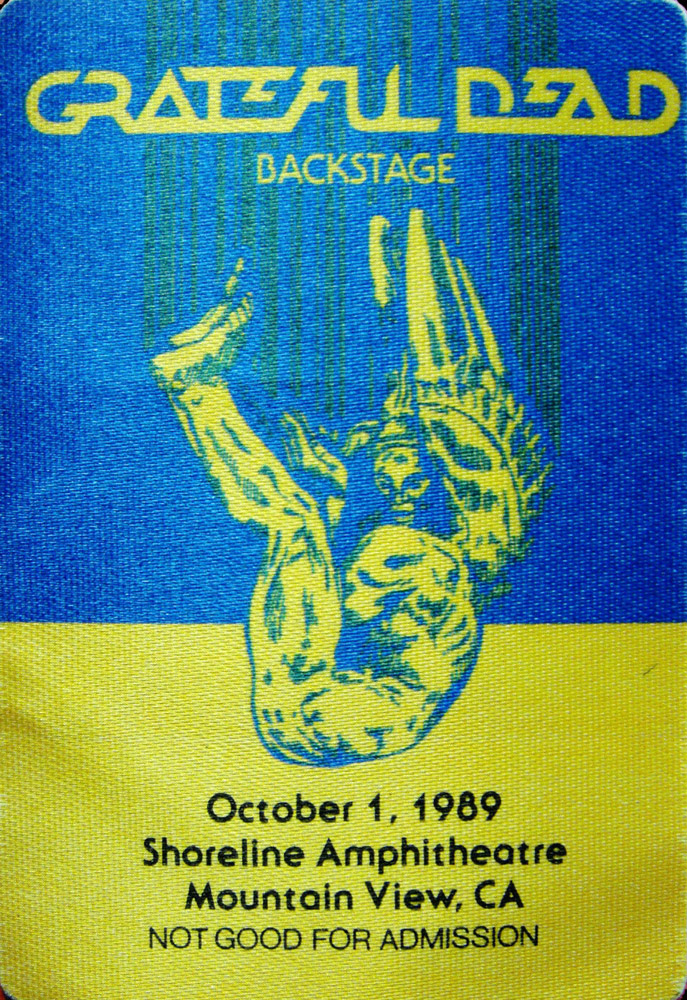 GRATEFUL DEAD
BACKSTAGE
October 1, 1989
Shoreline Amphitheatre
Mountain View, CA
NOT GOOD FOR ADMISSION